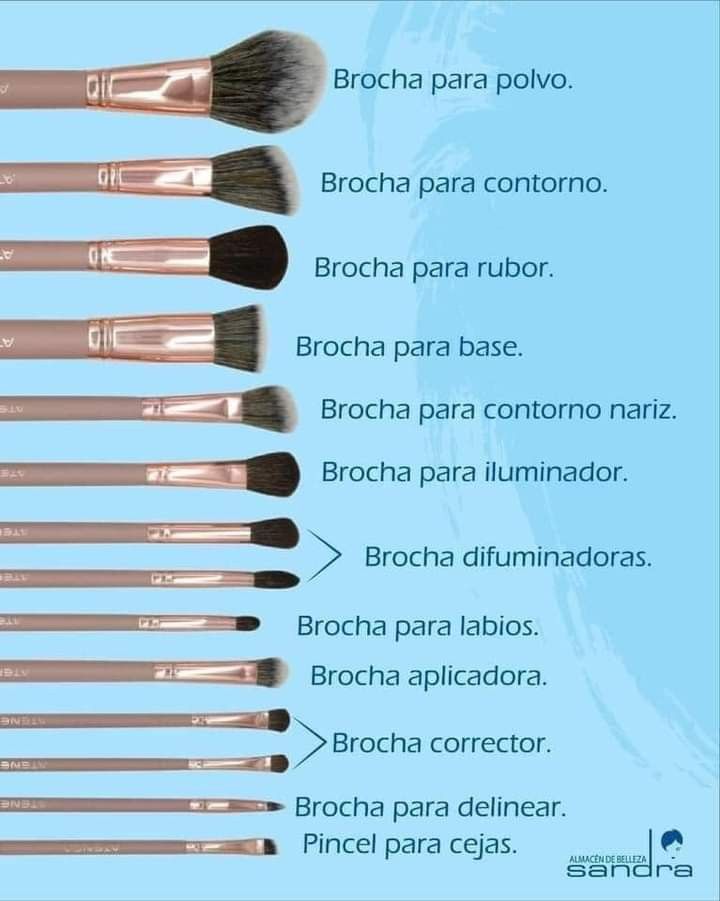 Brocha para polvo.
Brocha para contorno.
Brocha para rubor.
Brocha para base.
Brocha para contorno nariz.
Brocha para iluminador.
Brocha difuminadoras.
Brocha para labios.
Brocha aplicadora.
Brocha corrector.
Brocha para delinear.
Pincel para cejas.
ALMACÉN DE BELLEZA
sandra